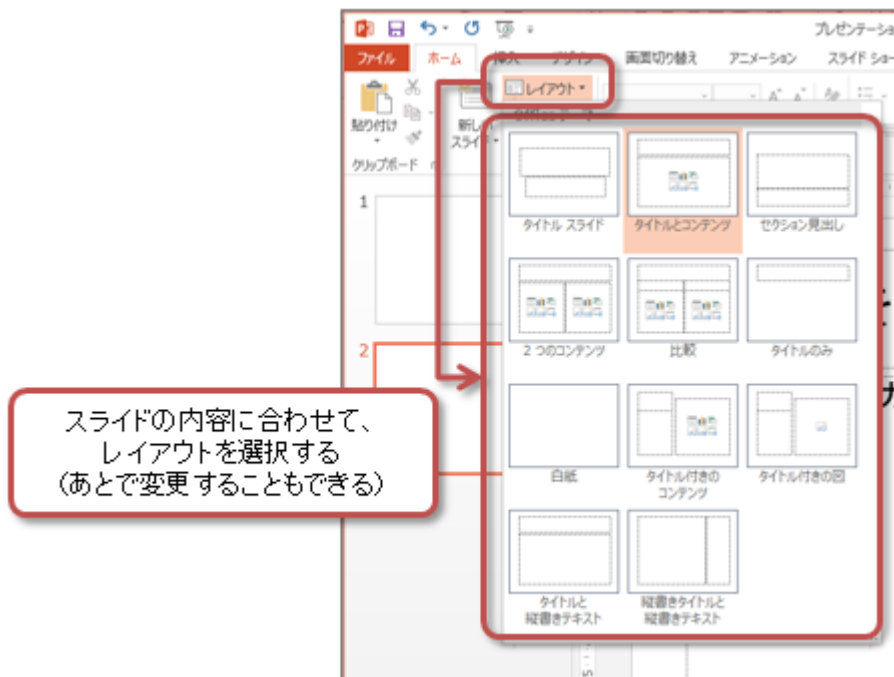 プレゼンテーショ
ファイル ホーム 挿入 デザイン 画面切り替え アニメーション スライド ショー
レイアウト
貼り付け
新しい
スライド
クリップボード
Office テーマ
1
タイトル スライド タイトルとコンテンツ セクション見出し
2
2 つのコンテンツ 比較 タイトルのみ
スライドの内容に合わせて、
レイアウトを選択する
(あとで変更することもできる)
白紙 タイトル付きの タイトル付きの図
コンテンツ
タイトルと 縦書きタイトルと
縦書きテキスト 縦書きテキスト